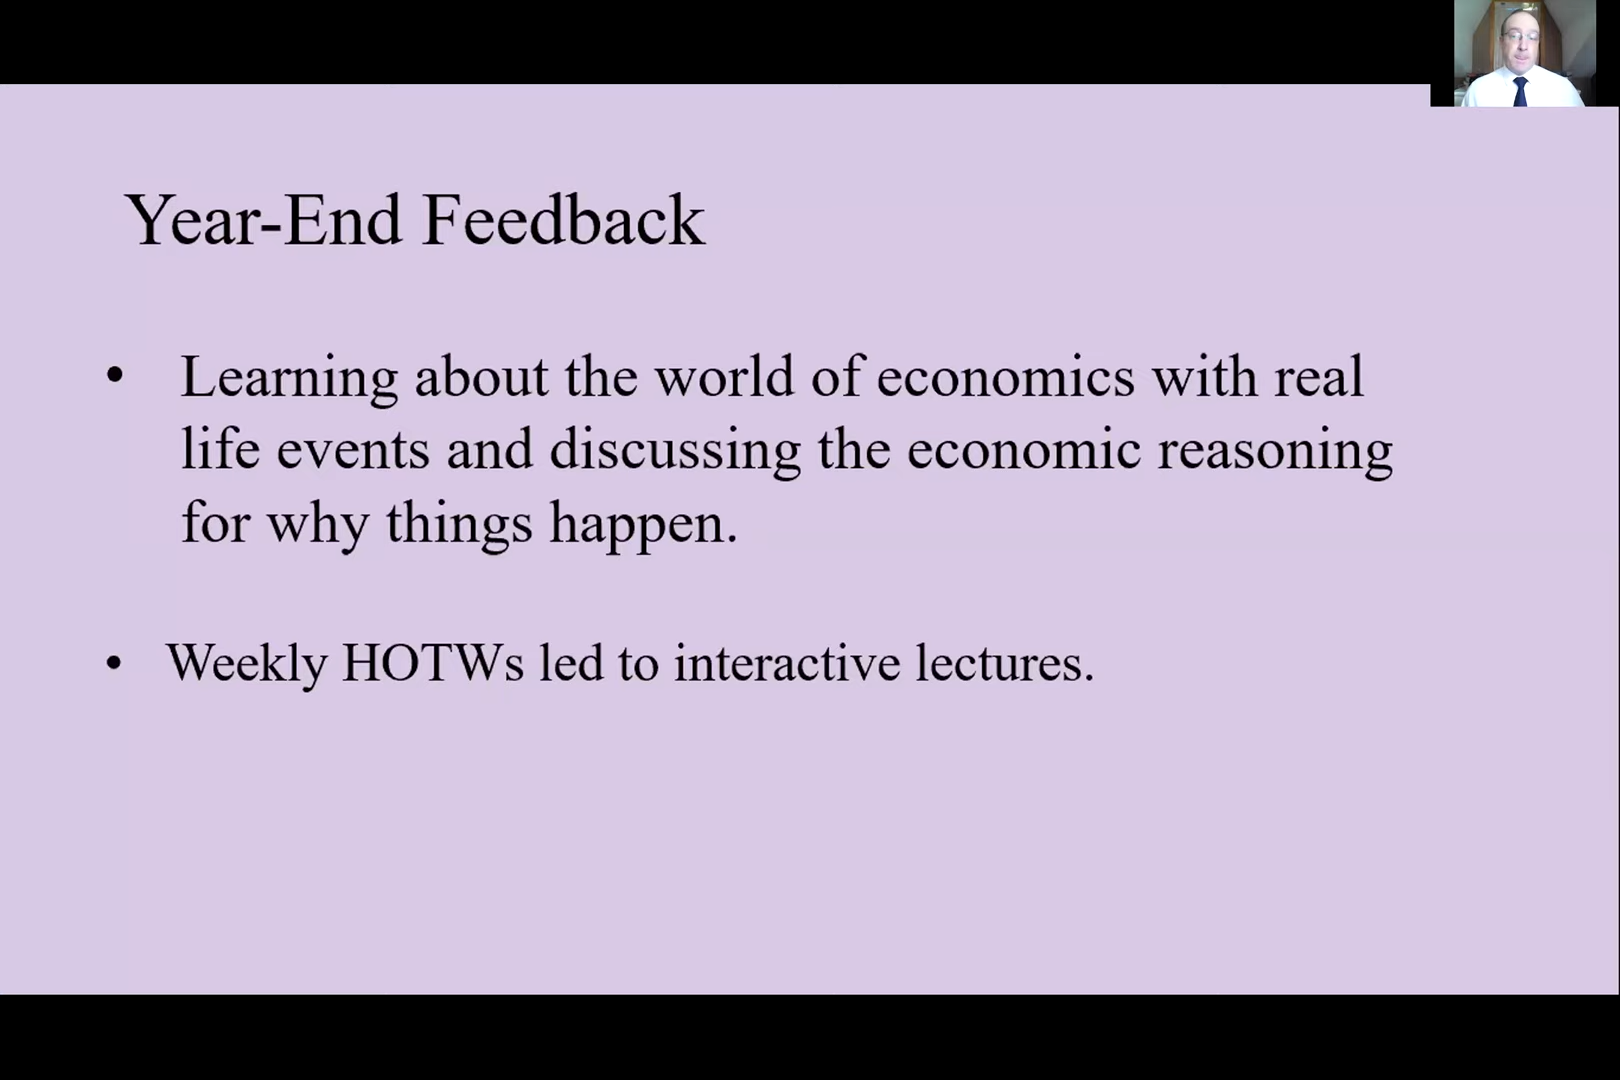 Year-End Feedback
• Learning about the world of economics with real
life events and discussing the economic reasoning
for why things happen.
• Weekly HOTWs led to interactive lectures.